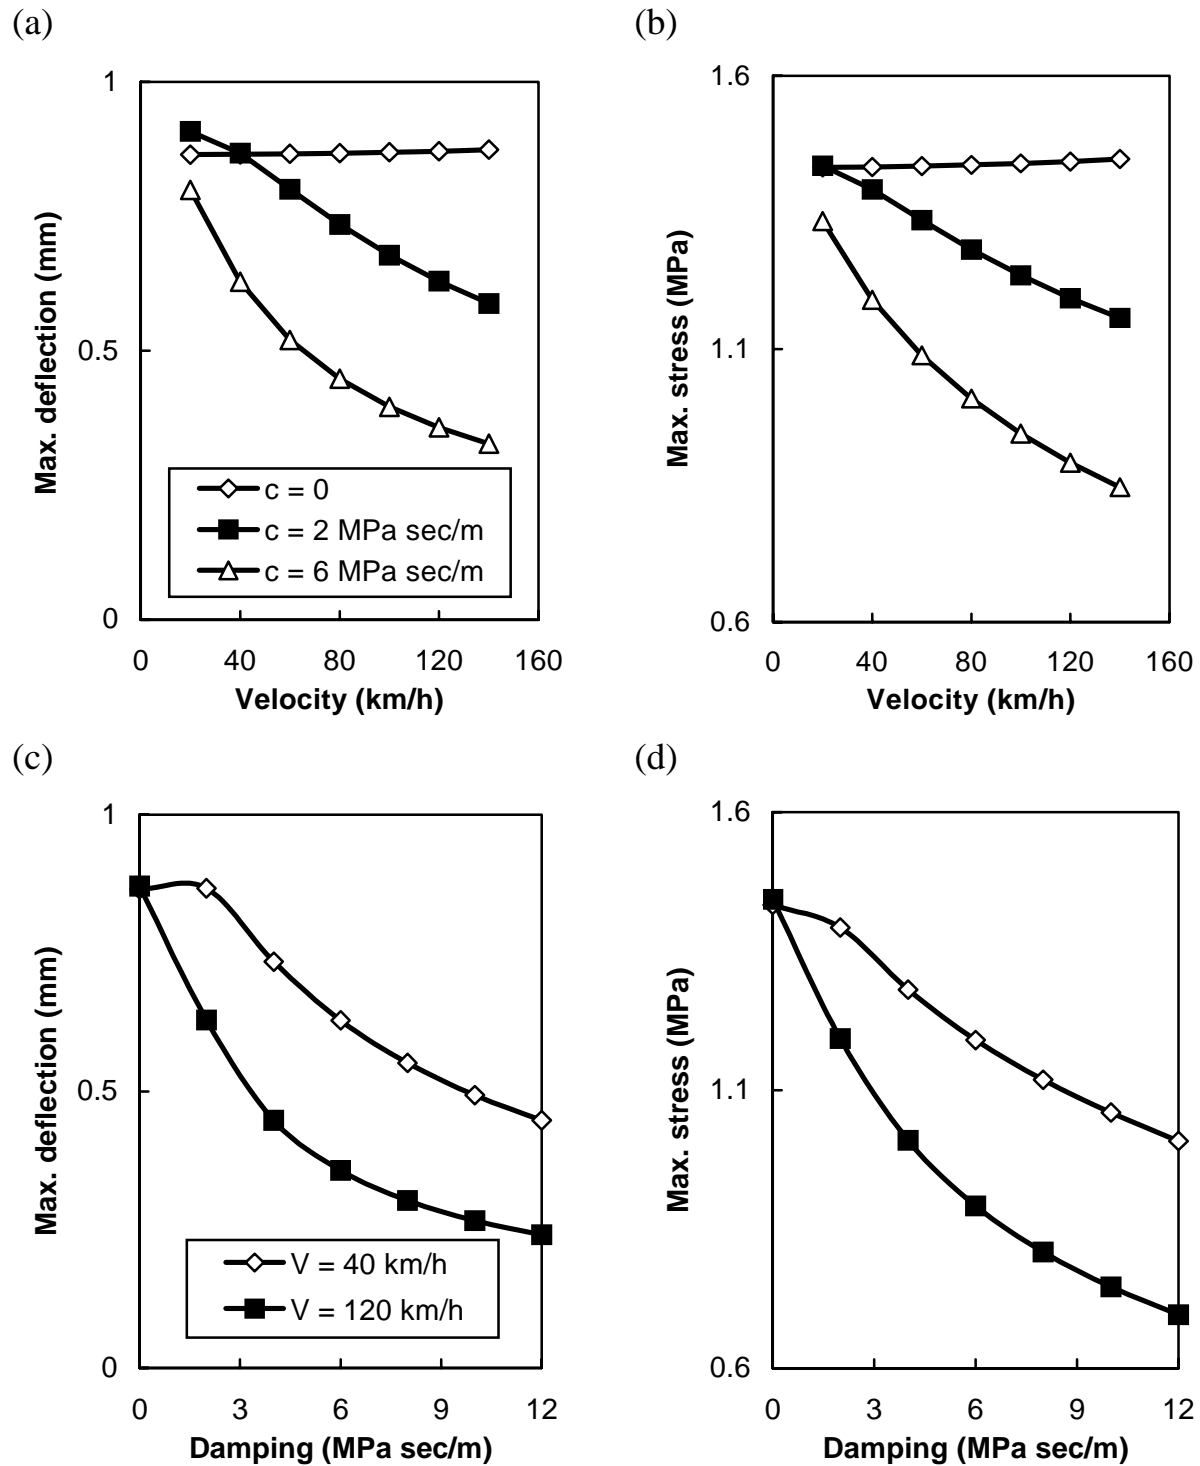 (a)
1
0.5
0
Max. deflection (mm)
c = 0
c = 2 MPa sec/m
c = 6 MPa sec/m
0 40 80 120 160
Velocity (km/h)
(b)
1.6
1.1
0.6
Max. stress (MPa)
0 40 80 120 160
Velocity (km/h)
(c)
1
0.5
0
Max. deflection (mm)
V = 40 km/h
V = 120 km/h
0 3 6 9 12
Damping (MPa sec/m)
(d)
1.6
1.1
0.6
Max. stress (MPa)
0 3 6 9 12
Damping (MPa sec/m)